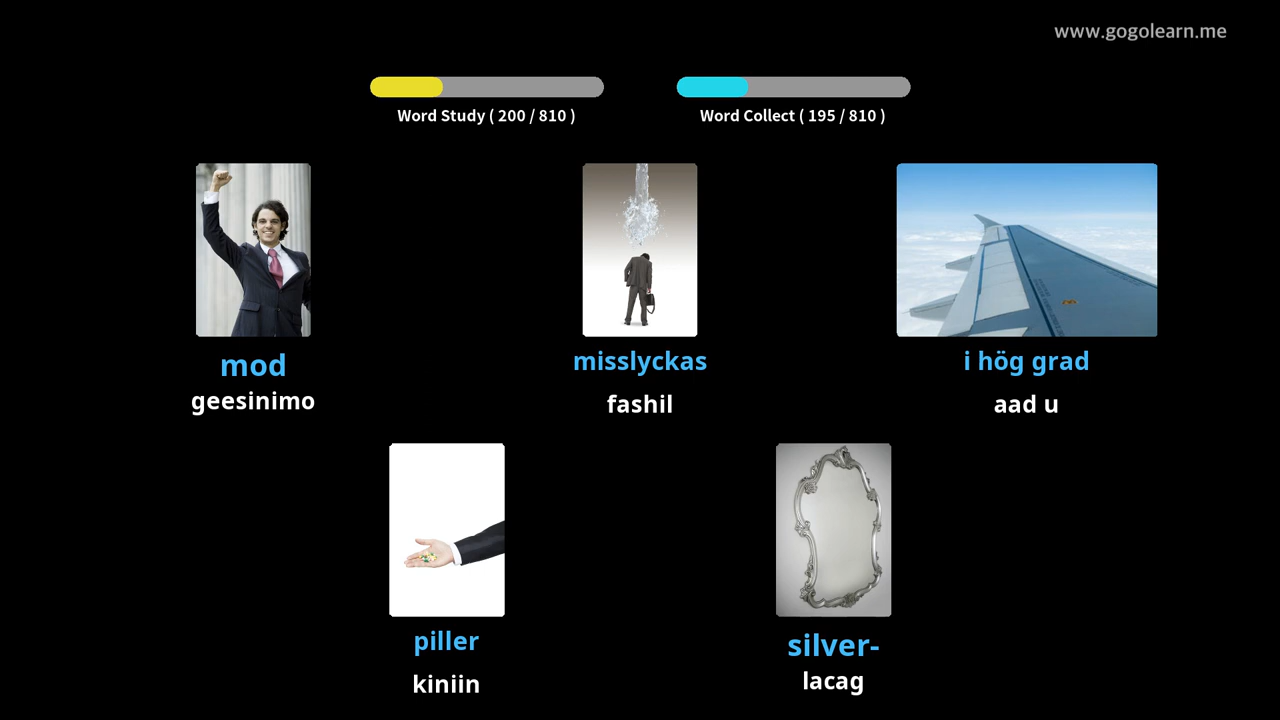 www.gogolearn.me
Word Study ( 200 / 810 )
Word Collect ( 195 / 810 )
mod
geesinimo
misslyckas
fashil
i hög grad
aad u
piller
kiniin
silver-
lacag